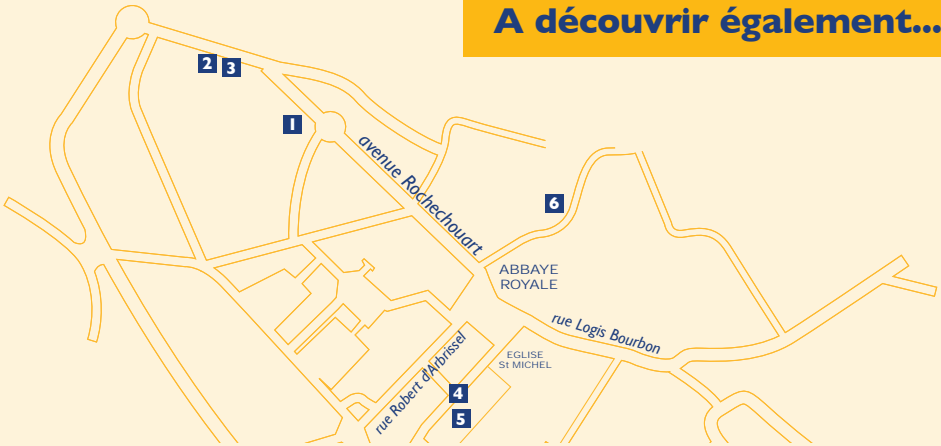 A découvrir également...
2 3
1
avenue Rochechouart
6
ABBAYE
ROYALE
rue Logis Bourbon
rue Robert d'Arbrissel
EGLISE
St MICHEL
4
5